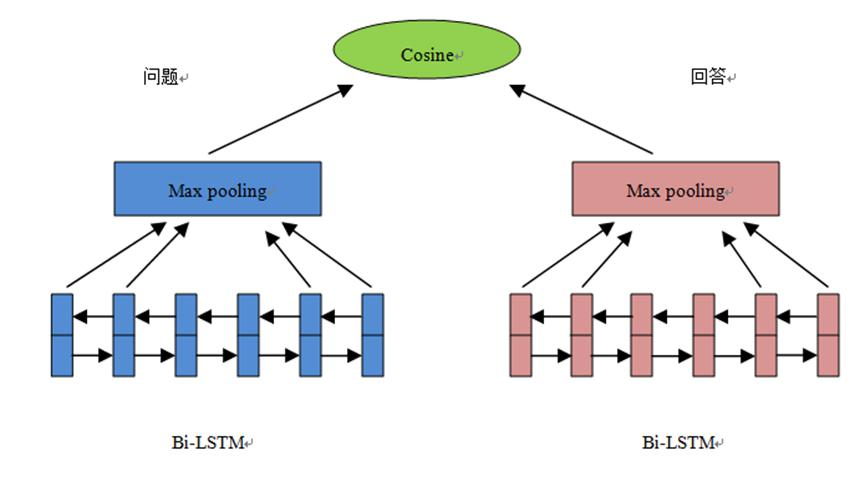 Cosine
问题
回答
Max pooling
Max pooling
Bi-LSTM
Bi-LSTM